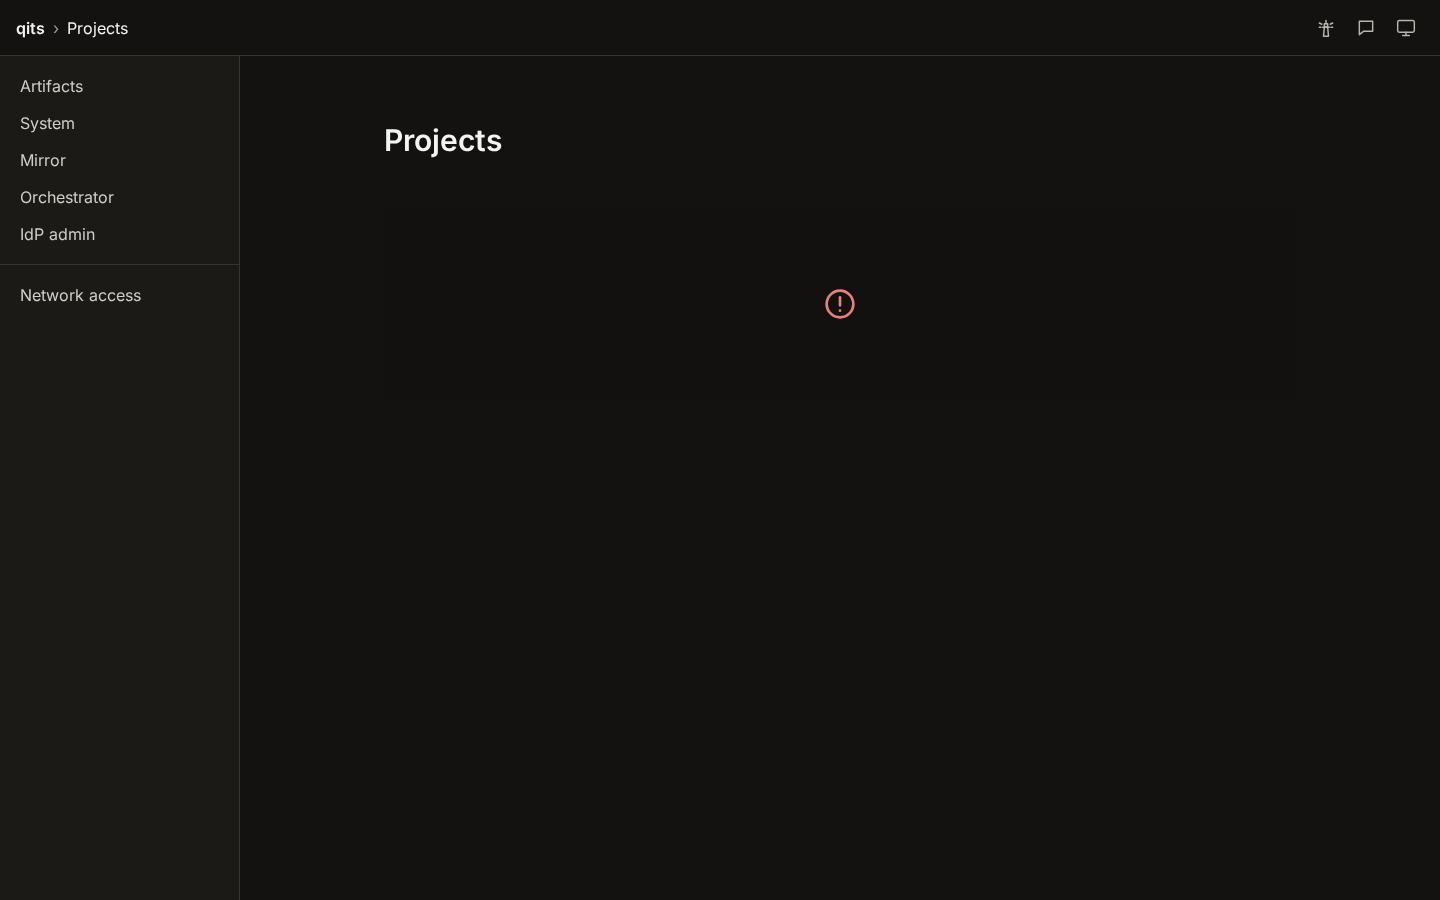 qits › Projects
Artifacts
System
Mirror
Orchestrator
IdP admin
Network access
Projects